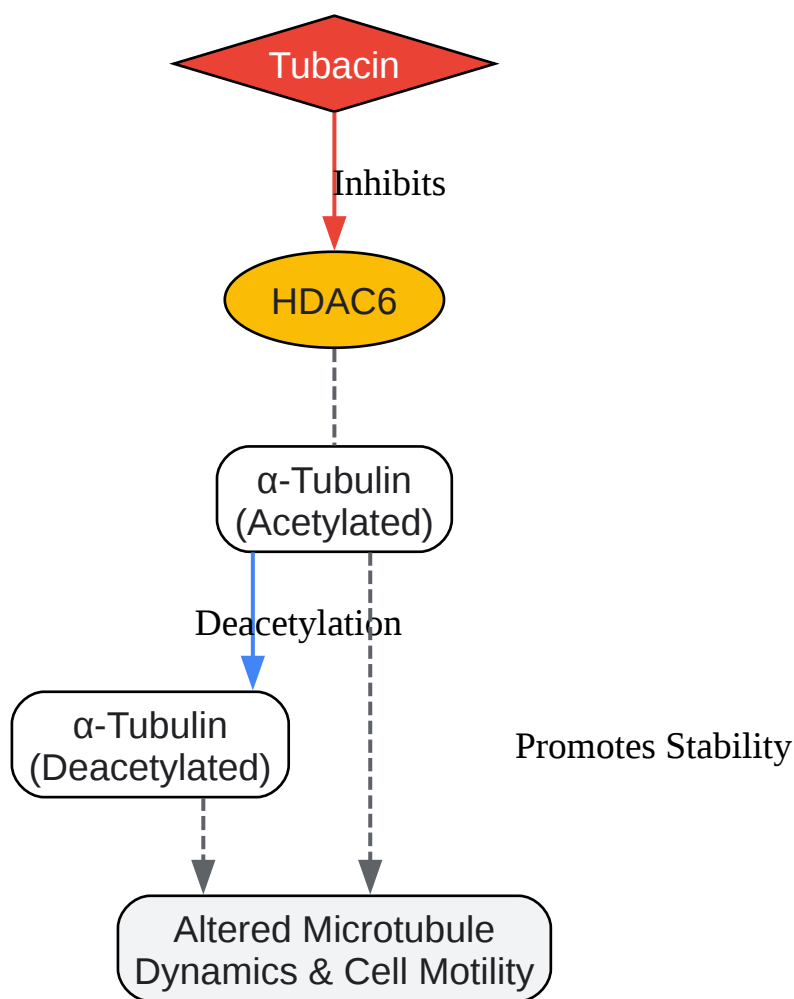 Tubacin
Inhibits
HDAC6
α-Tubulin
(Acetylated)
Deacetylation
α-Tubulin
(Deacetylated)
Promotes Stability
Altered Microtubule
Dynamics & Cell Motility